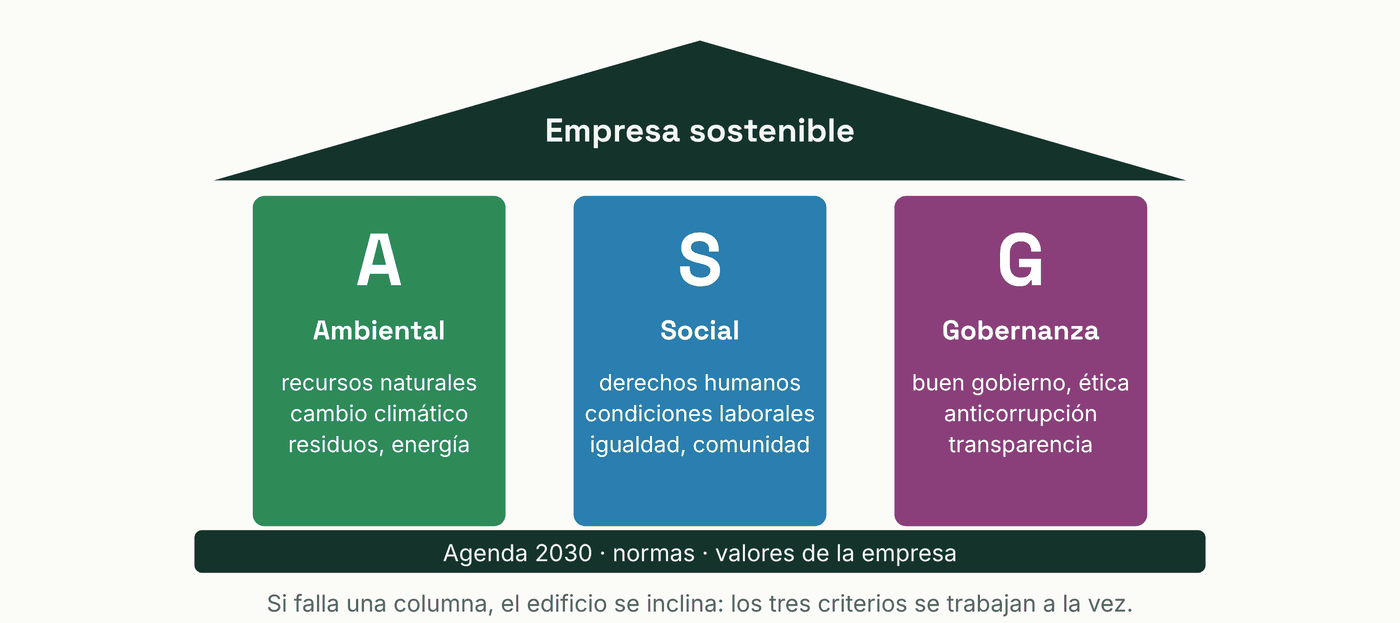 Empresa sostenible
A
Ambiental
recursos naturales
cambio climático
residuos, energía
S
Social
derechos humanos
condiciones laborales
igualdad, comunidad
G
Gobernanza
buen gobierno, ética
anticorrupción
transparencia
Agenda 2030 · normas · valores de la empresa
Si falla una columna, el edificio se inclina: los tres criterios se trabajan a la vez.